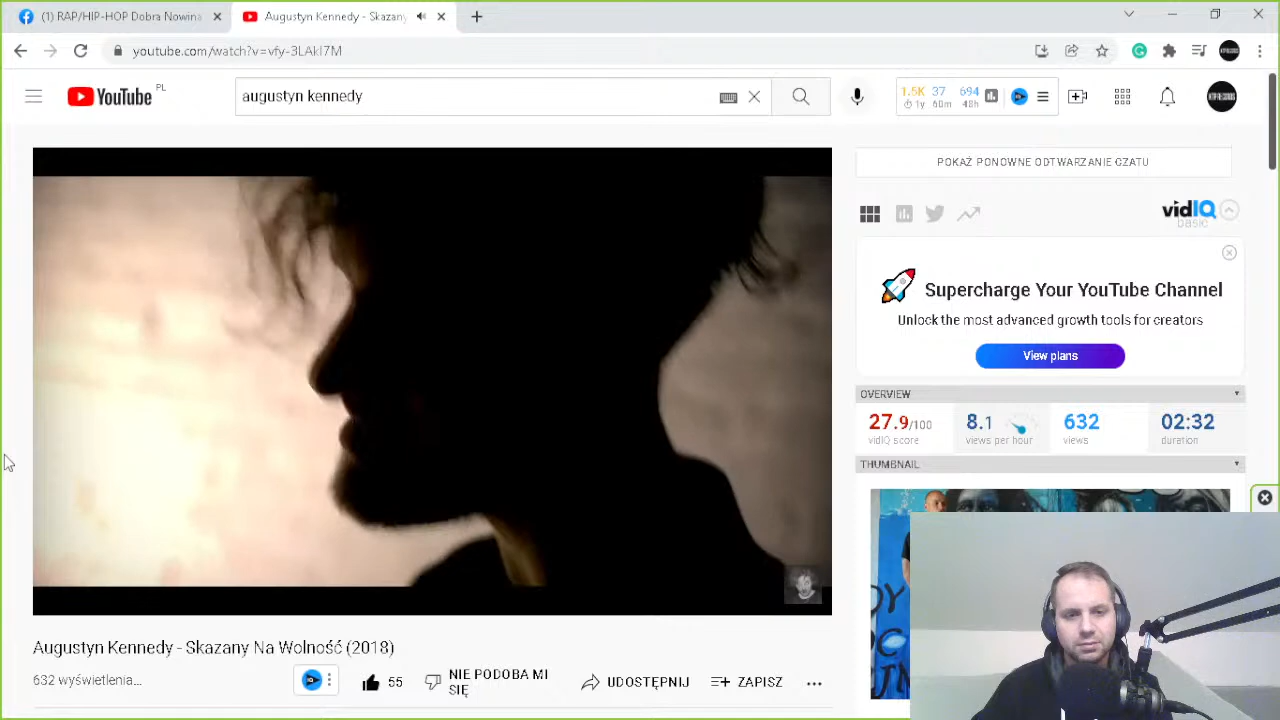 (1) RAP/HIP-HOP Dobra Nowina
Augustyn Kennedy - Skazany
youtube.com/watch?v=vfy-3LAkI7M
YouTube PL
augustyn kennedy
1.5K 37 694
1y 60m 48h
POKAŻ PONOWNE ODTWARZANIE CZATU
vidIQ
basic
Supercharge Your YouTube Channel
Unlock the most advanced growth tools for creators
View plans
OVERVIEW
27.9/100 8.1 632 02:32
vidIQ score views per hour views duration
THUMBNAIL
Augustyn Kennedy - Skazany Na Wolność (2018)
632 wyświetlenia...
55
NIE PODOBA MI
SIĘ
UDOSTĘPNIJ
ZAPISZ